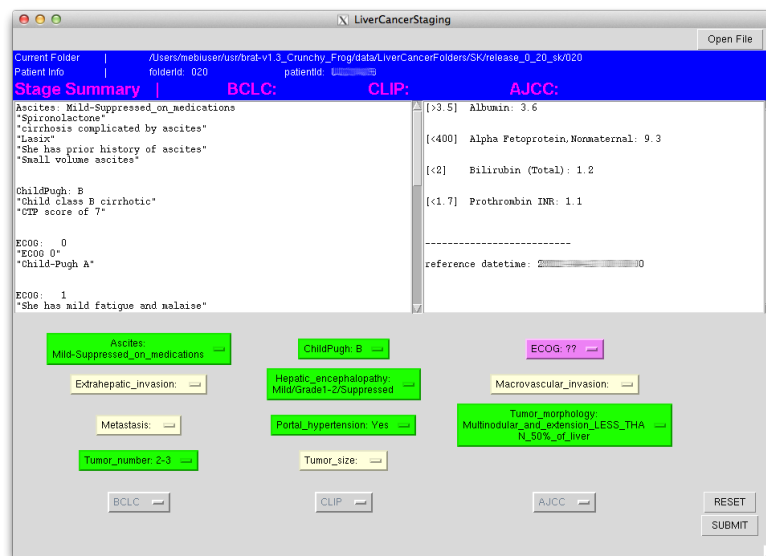 LiverCancerStaging
Open File
Current Folder | /Users/mebiuser/usr/brat-v1.3_Crunchy_Frog/data/LiverCancerFolders/SK/release_0_20_sk/020
Patient Info | folderId: 020 patientId:
Stage Summary | BCLC: CLIP: AJCC:
Ascites: Mild-Suppressed_on_medications
"Spironolactone"
"cirrhosis complicated by ascites"
"Lasix"
"She has prior history of ascites"
"Small volume ascites"
ChildPugh: B
"Child class B cirrhotic"
"CTP score of 7"
ECOG: 0
"ECOG 0"
"Child-Pugh A"
ECOG: 1
"She has mild fatigue and malaise"
[>3.5] Albumin: 3.6
[<400] Alpha Fetoprotein,Nonmaternal: 9.3
[<2] Bilirubin (Total): 1.2
[<1.7] Prothrombin INR: 1.1
--------------------------
reference datetime:
Ascites:
Mild-Suppressed_on_medications
ChildPugh: B
ECOG: ??
Extrahepatic_invasion:
Hepatic_encephalopathy:
Mild/Grade1-2/Suppressed
Macrovascular_invasion:
Metastasis:
Portal_hypertension: Yes
Tumor_morphology:
Multinodular_and_extension_LESS_THA
N_50%_of_liver
Tumor_number: 2-3
Tumor_size:
BCLC
CLIP
AJCC
RESET
SUBMIT